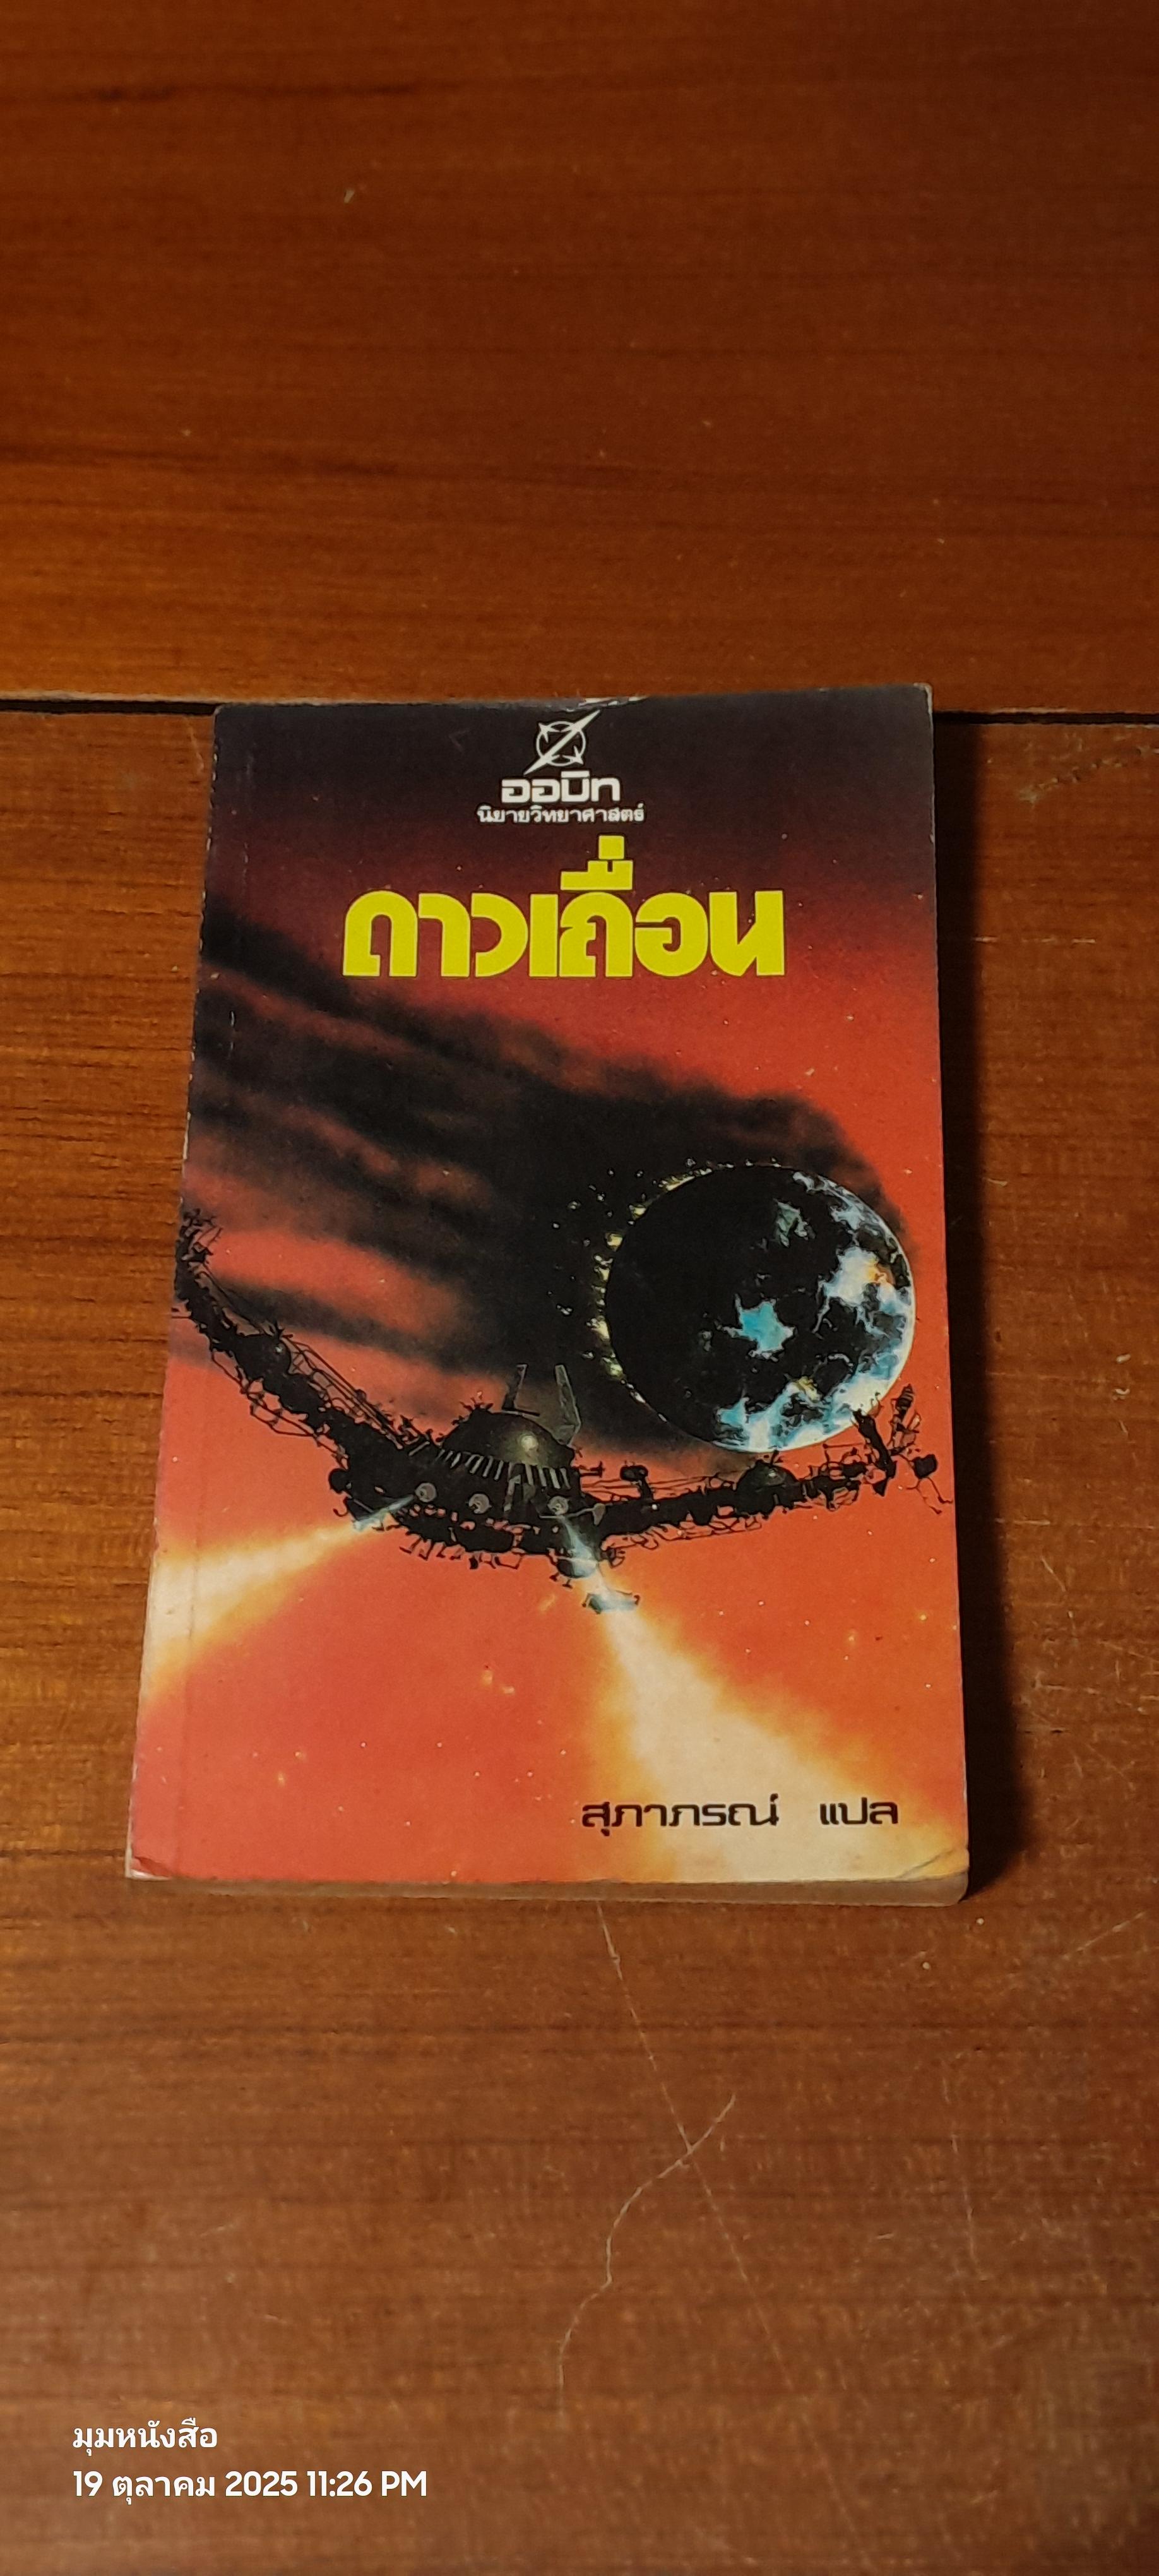 ออบิท
นิยายวิทยาศาสตร์
ดาวเถื่อน
สุภาภรณ์ แปล
มุมหนังสือ
19 ตุลาคม 2025 11:26 PM